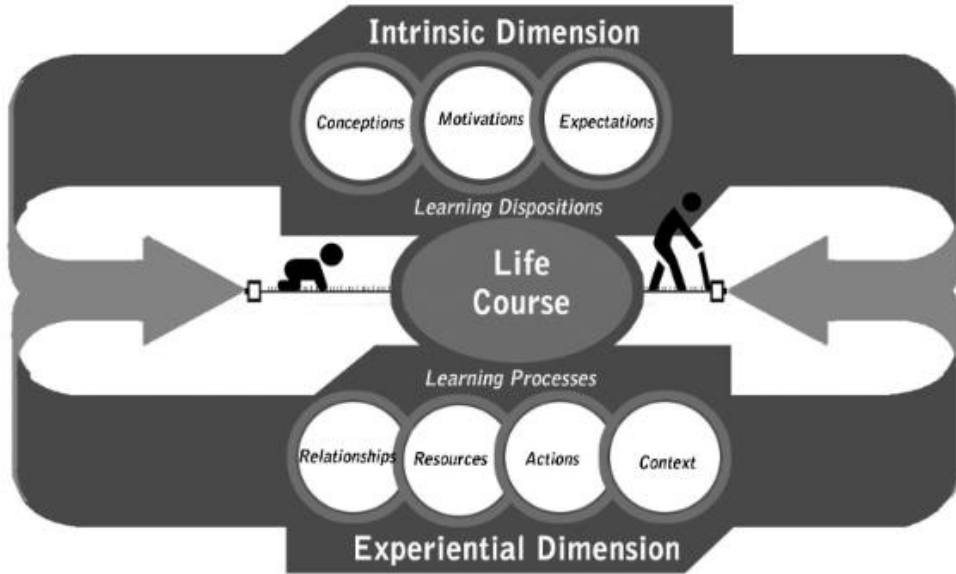 Intrinsic Dimension
Conceptions Motivations Expectations
Learning Dispositions
Life
Course
Learning Processes
Relationships Resources Actions Context
Experiential Dimension